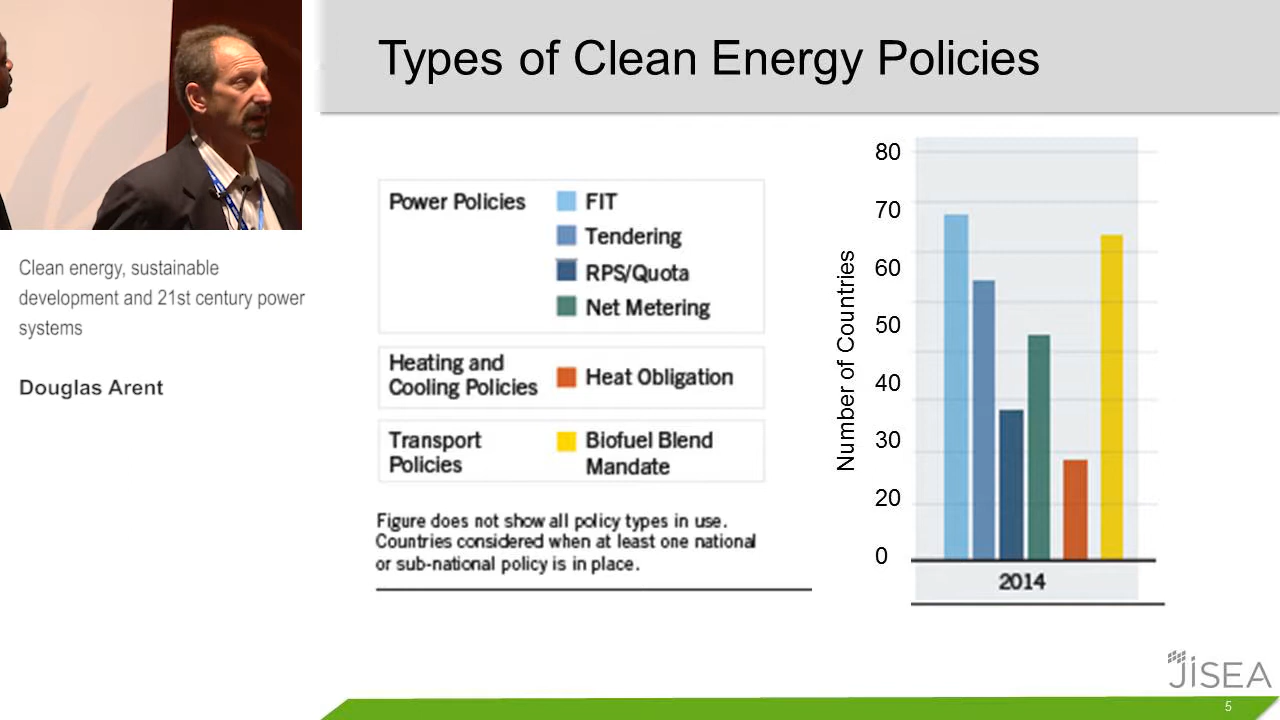 Types of Clean Energy Policies
Clean energy, sustainable
development and 21st century power
systems
Douglas Arent
Power Policies
FIT
Tendering
RPS/Quota
Net Metering
Heating and
Cooling Policies
Heat Obligation
Transport
Policies
Biofuel Blend
Mandate
Figure does not show all policy types in use.
Countries considered when at least one national
or sub-national policy is in place.
Number of Countries
80
70
60
50
40
30
20
0
2014
JISEA
5